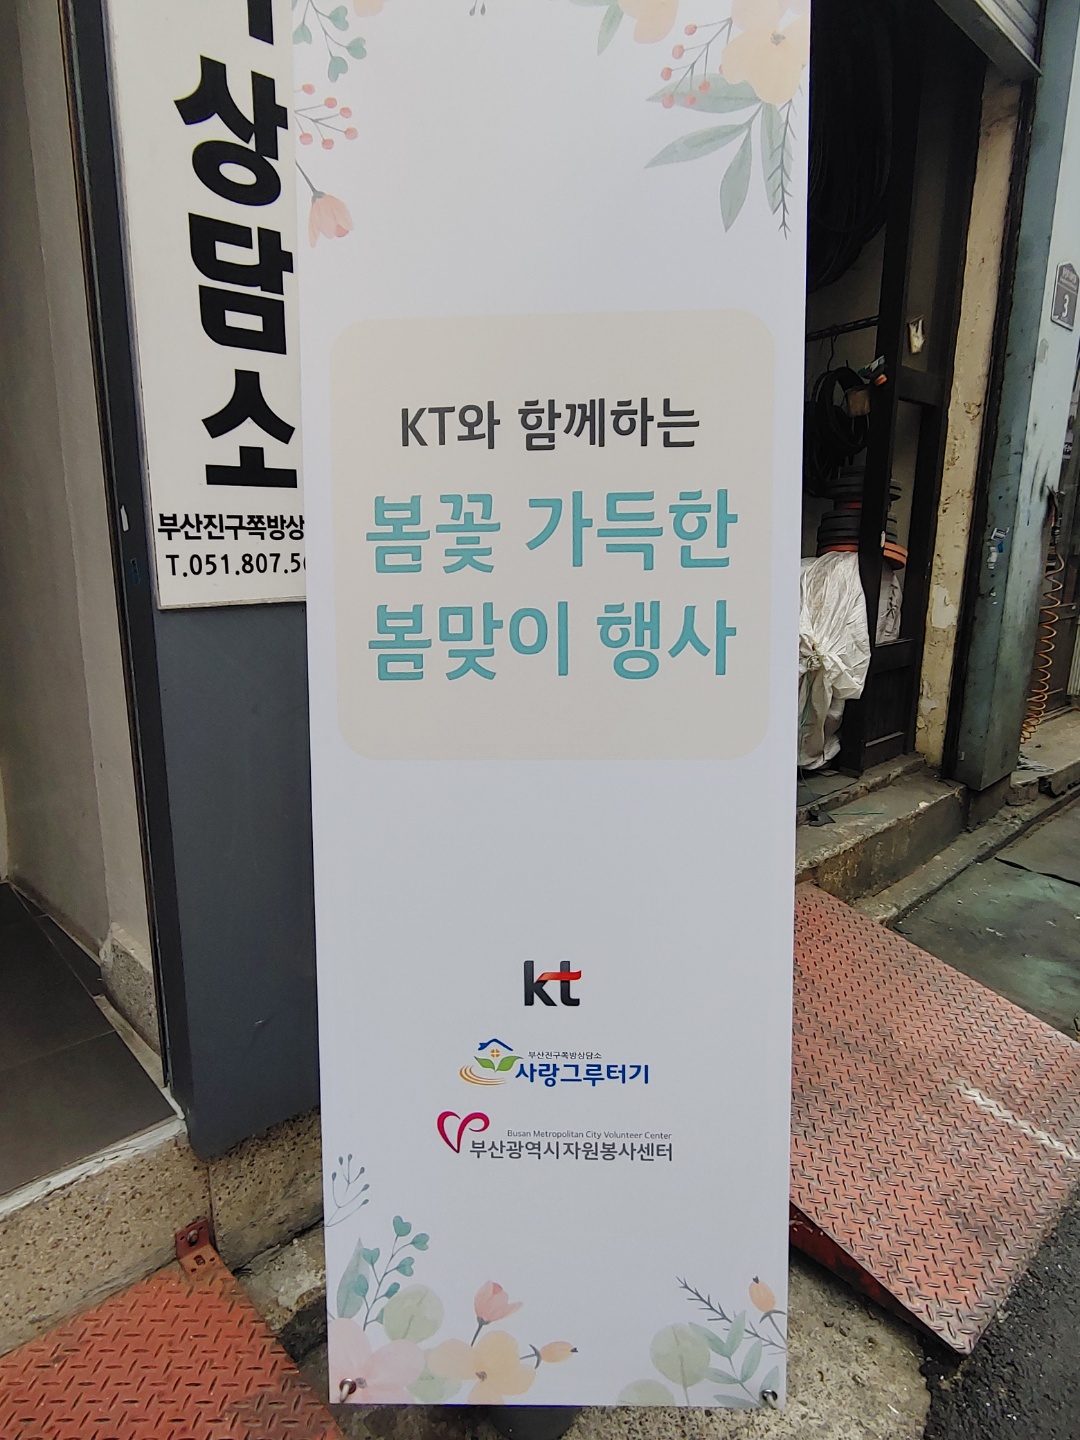 상담소
부산진구쪽방상
T.051.807.5
KT와 함께하는
봄꽃 가득한
봄맞이 행사
kt
부산진구쪽방상담소
사랑그루터기
Busan Metropolitan City Volunteer Center
부산광역시자원봉사센터
3